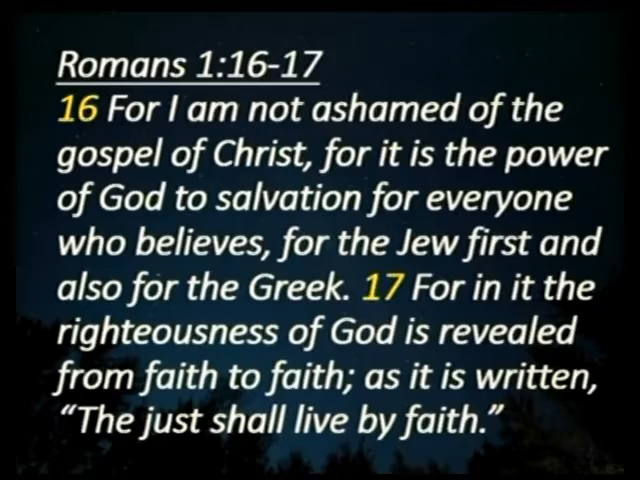 Romans 1:16-17
16 For I am not ashamed of the
gospel of Christ, for it is the power
of God to salvation for everyone
who believes, for the Jew first and
also for the Greek. 17 For in it the
righteousness of God is revealed
from faith to faith; as it is written,
“The just shall live by faith.”